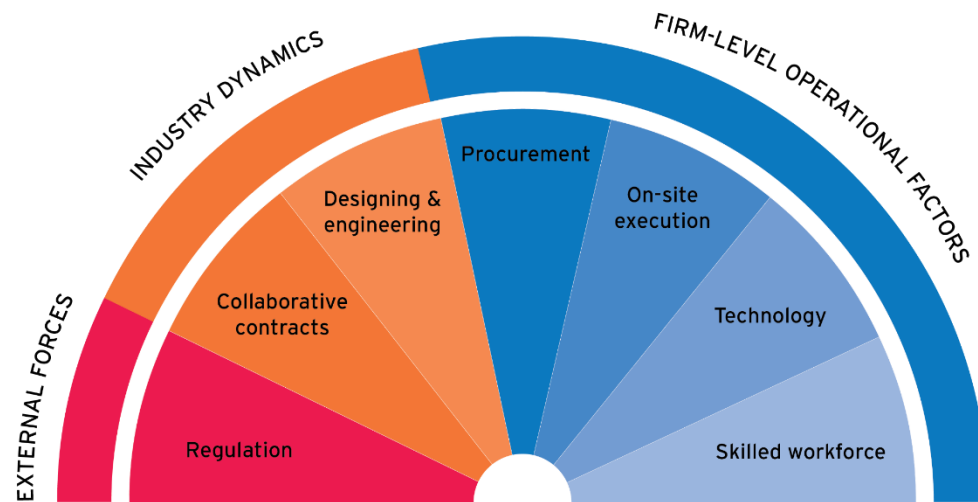 EXTERNAL FORCES
INDUSTRY DYNAMICS
FIRM-LEVEL OPERATIONAL FACTORS
Regulation
Collaborative
contracts
Designing &
engineering
Procurement
On-site
execution
Technology
Skilled workforce